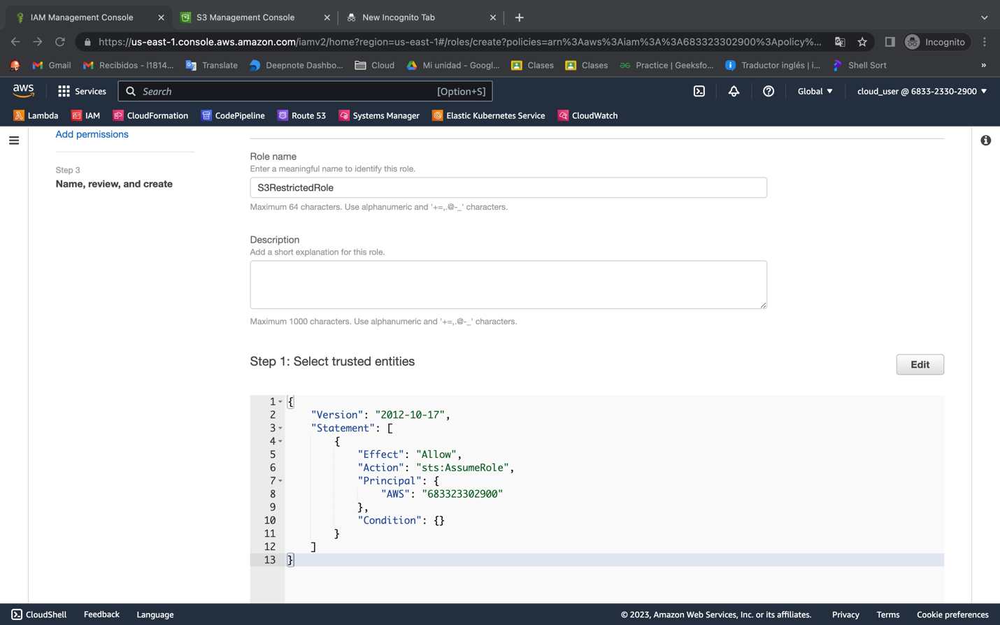 IAM Management Console
S3 Management Console
New Incognito Tab
https://us-east-1.console.aws.amazon.com/iamv2/home?region=us-east-1#/roles/create?policies=arn%3Aaws%3Aiam%3A%3A683323302900%3Apolicy%...
Incognito
Gmail
Recibidos - l1814...
Translate
Deepnote Dashbo...
Cloud
Mi unidad - Googl...
Clases
Clases
Practice | Geeksfo...
Traductor inglés | i...
Shell Sort
»
aws
Services
Search
[Option+S]
Global
cloud_user @ 6833-2330-2900
Lambda
IAM
CloudFormation
CodePipeline
Route 53
Systems Manager
Elastic Kubernetes Service
CloudWatch
Add permissions
Step 3
Name, review, and create
Role name
Enter a meaningful name to identify this role.
S3RestrictedRole
Maximum 64 characters. Use alphanumeric and '+=,.@-_' characters.
Description
Add a short explanation for this role.
Maximum 1000 characters. Use alphanumeric and '+=,.@-_' characters.
Step 1: Select trusted entities
Edit
1 {
2 "Version": "2012-10-17",
3 "Statement": [
4 {
5 "Effect": "Allow",
6 "Action": "sts:AssumeRole",
7 "Principal": {
8 "AWS": "683323302900"
9 },
10 "Condition": {}
11 }
12 ]
13 }
CloudShell
Feedback
Language
© 2023, Amazon Web Services, Inc. or its affiliates.
Privacy
Terms
Cookie preferences